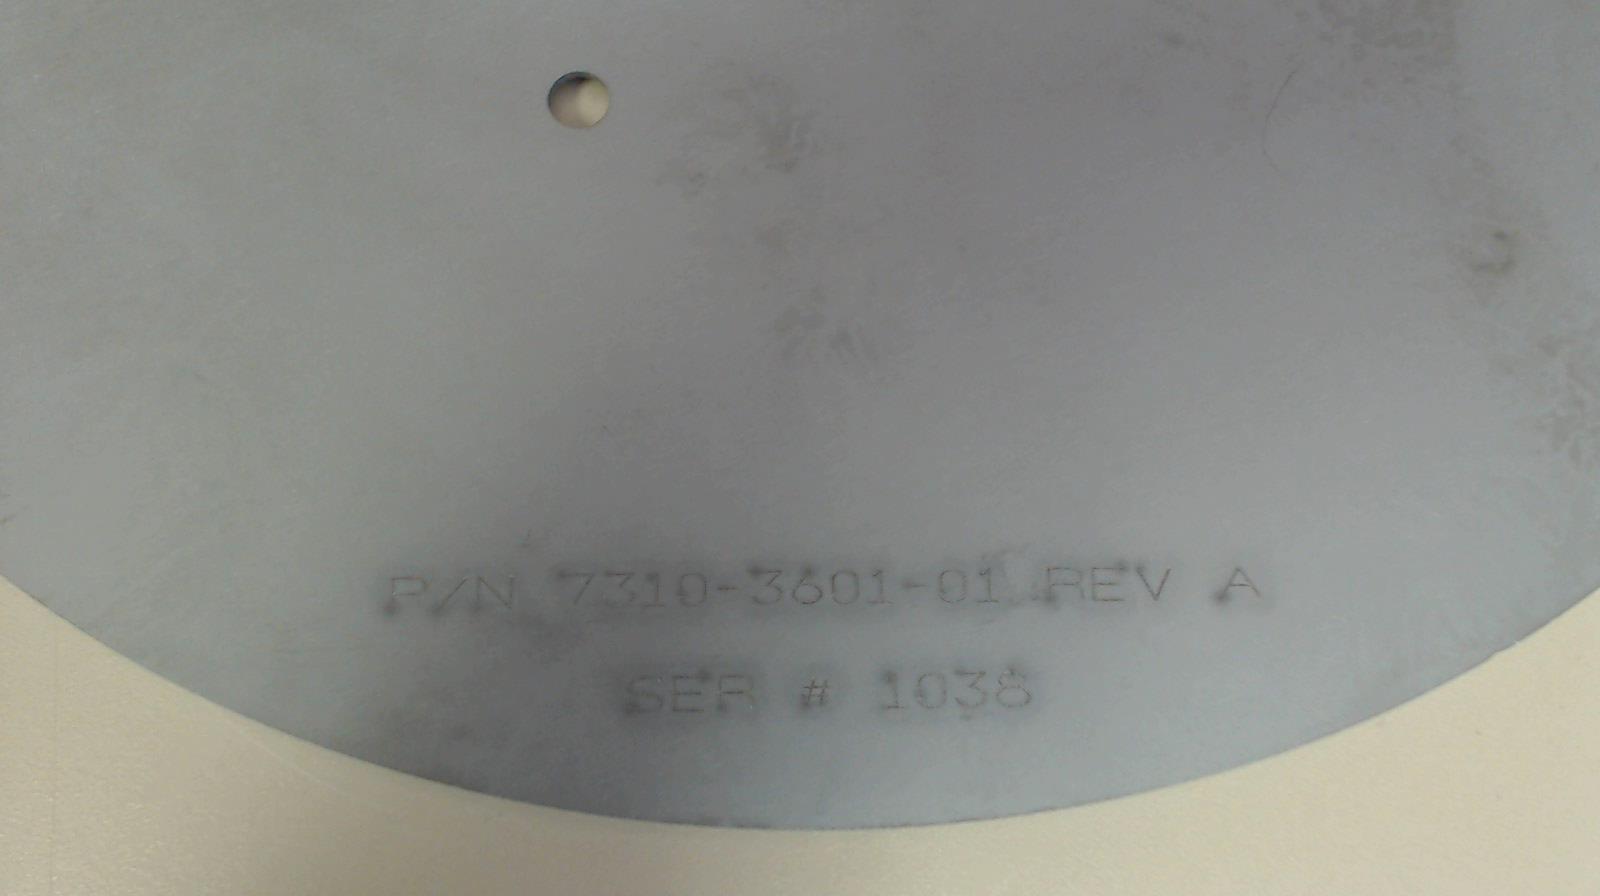 P/N 7310-3601-01 REV A
SER # 1038